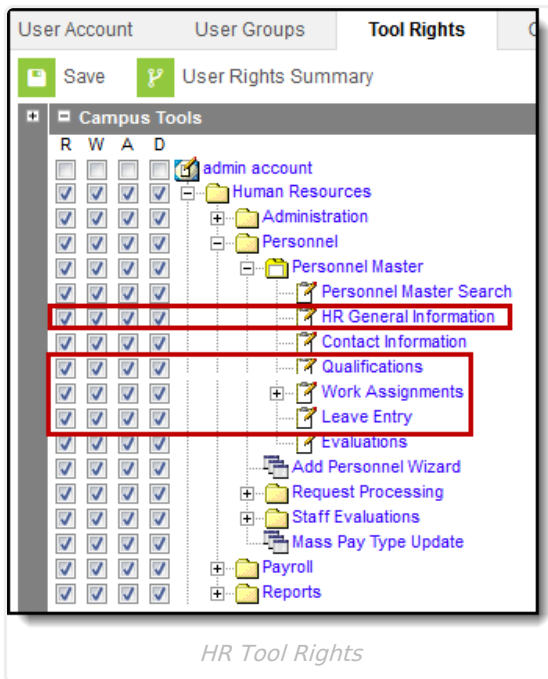 User Account User Groups Tool Rights
Save User Rights Summary
Campus Tools
R W A D
admin account
Human Resources
Administration
Personnel
Personnel Master
Personnel Master Search
HR General Information
Contact Information
Qualifications
Work Assignments
Leave Entry
Evaluations
Add Personnel Wizard
Request Processing
Staff Evaluations
Mass Pay Type Update
Payroll
Reports
HR Tool Rights